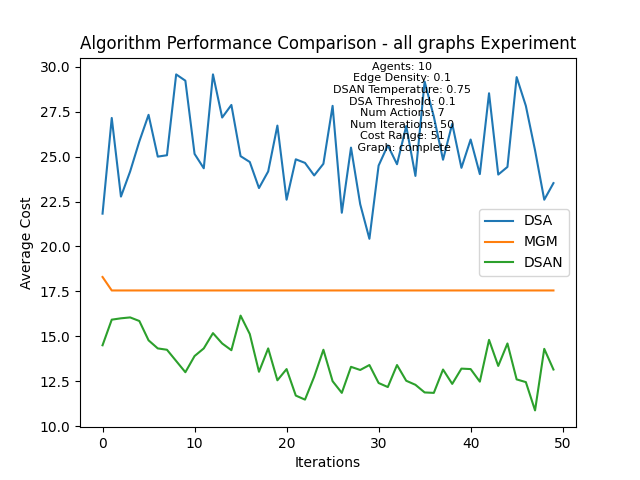 Algorithm Performance Comparison - all graphs Experiment
Agents: 10
Edge Density: 0.1
DSAN Temperature: 0.75
DSA Threshold: 0.1
Num Actions: 7
Num Iterations: 50
Cost Range: 51
Graph: complete
30.0
27.5
25.0
22.5
20.0
17.5
15.0
12.5
10.0
Average Cost
DSA
MGM
DSAN
0
10
20
30
40
50
Iterations